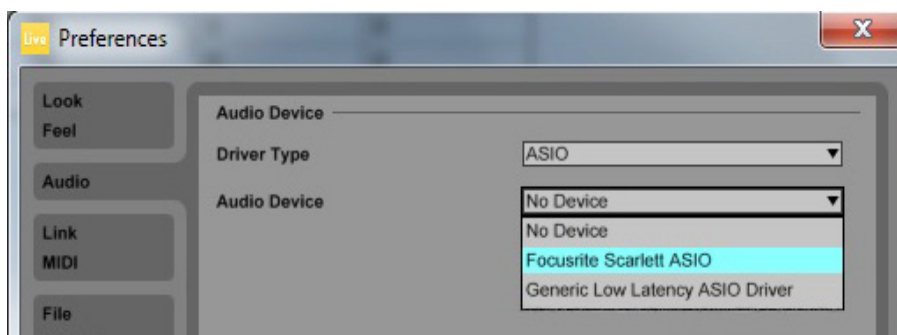 Live Preferences X
Look
Feel
Audio
Link
MIDI
File
Audio Device
Driver Type ASIO
Audio Device No Device
No Device
Focusrite Scarlett ASIO
Generic Low Latency ASIO Driver